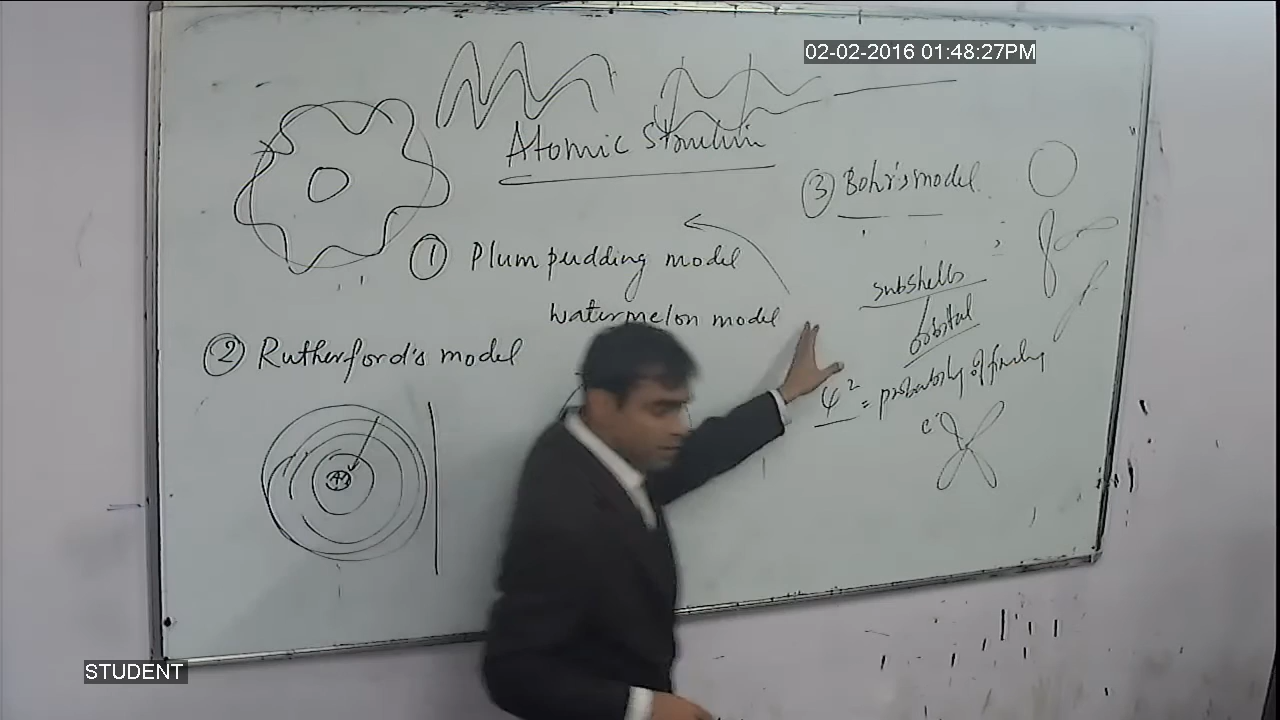 02-02-2016 01:48:27PM
Atomic Structure
③ Bohr's model
① Plum pudding model
watermelon model
② Rutherford's model
subshells
orbital
ψ² = probability of finding
e⁻
+
STUDENT